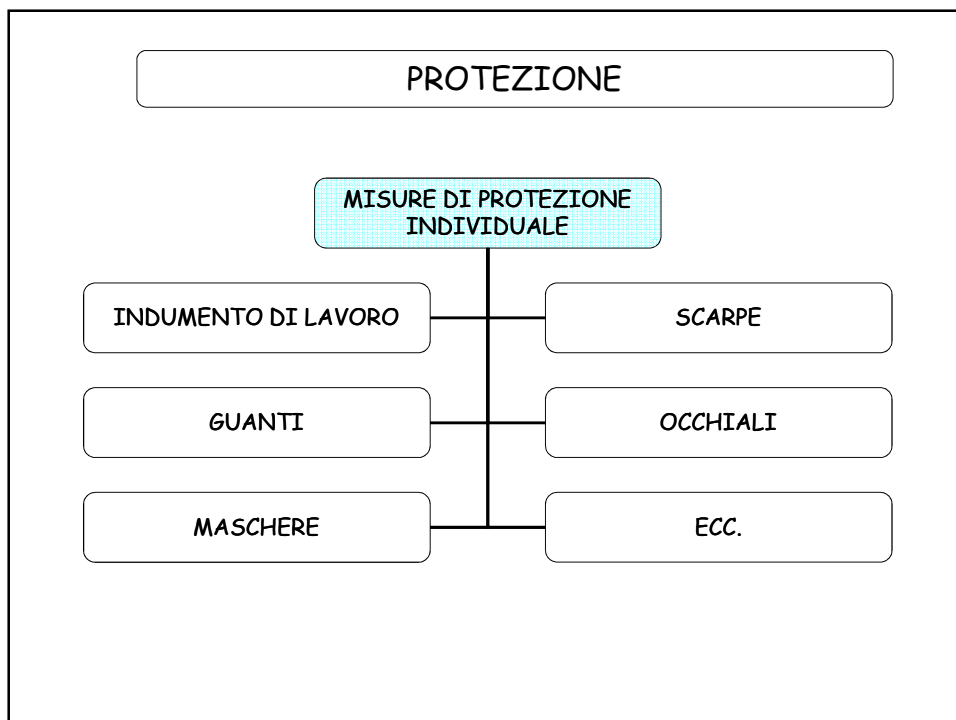 PROTEZIONE
MISURE DI PROTEZIONE
INDIVIDUALE
INDUMENTO DI LAVORO
SCARPE
GUANTI
OCCHIALI
MASCHERE
ECC.